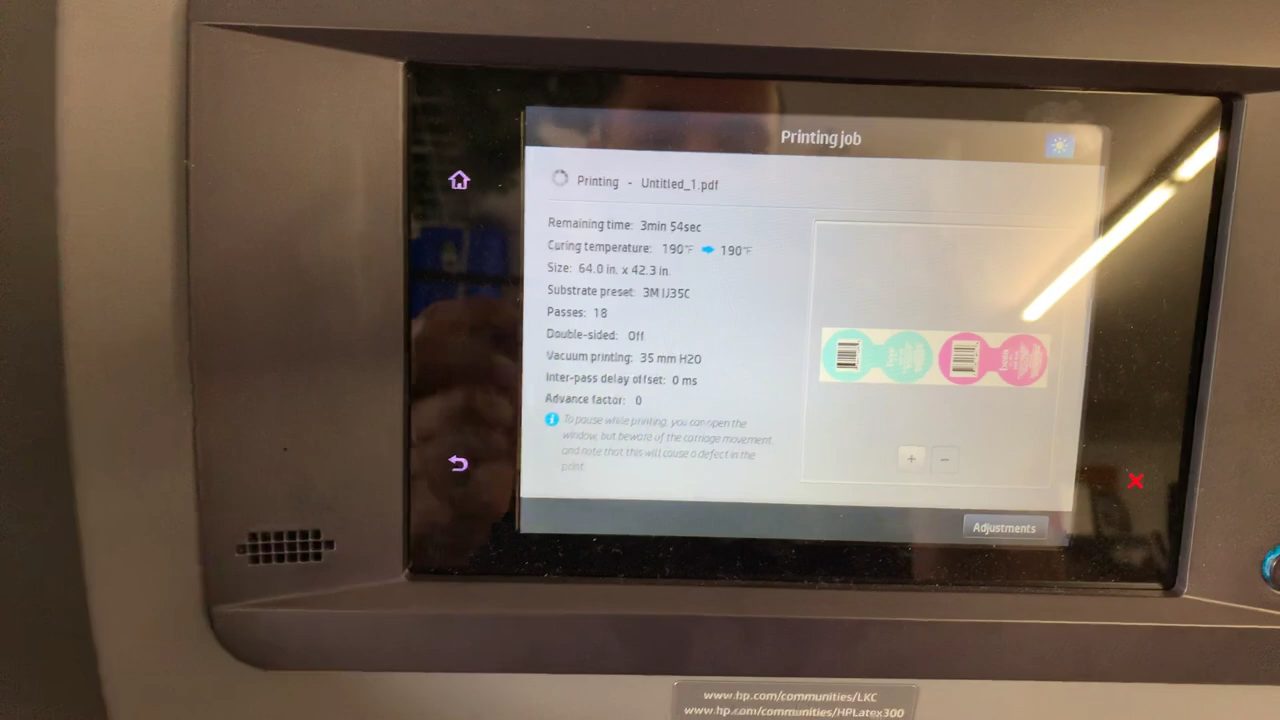 Printing job
Printing - Untitled_1.pdf
Remaining time: 3min 54sec
Curing temperature: 190°F 190°F
Size: 64.0 in. x 42.3 in.
Substrate preset: 3M IJ35C
Passes: 18
Double-sided: Off
Vacuum printing: 35 mm H2O
Inter-pass delay offset: 0 ms
Advance factor: 0
To pause while printing, you can open the
window, but beware of the carriage movement
and note that this will cause a defect in the
print.
+ -
Adjustments
www.hp.com/communities/LKC
www.hp.com/communities/HPLatex300